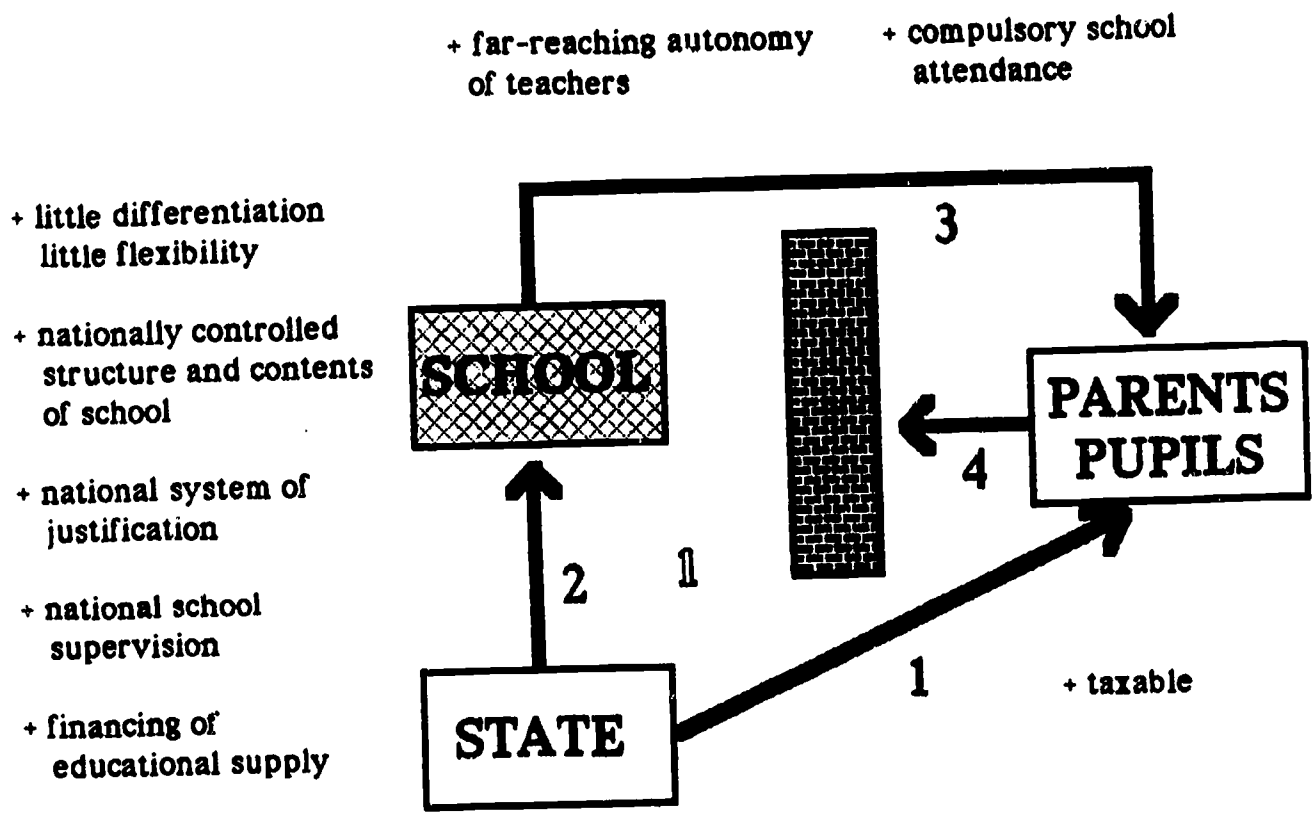 + far-reaching autonomy
of teachers
+ compulsory school
attendance
+ little differentiation
little flexibility
+ nationally controlled
structure and contents
of school
+ national system of
justification
+ national school
supervision
+ financing of
educational supply
3
SCHOOL
PARENTS
PUPILS
4
2
1
1
STATE
+ taxable